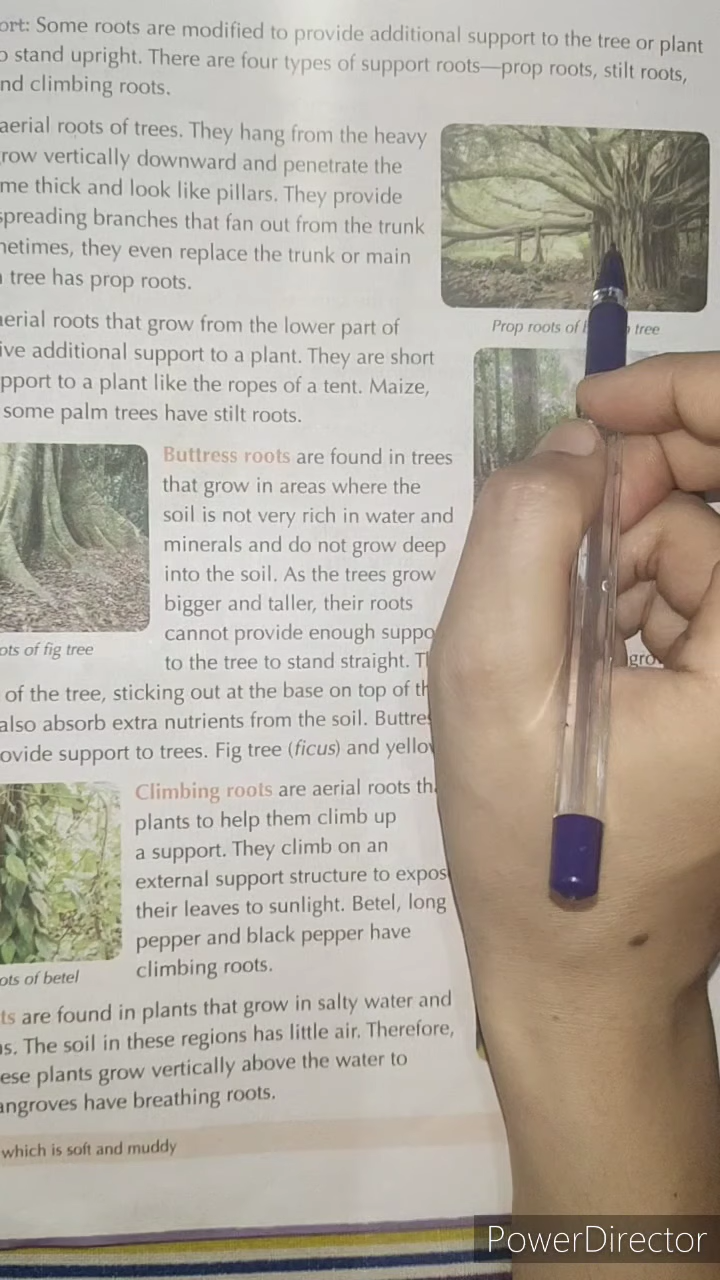 ort: Some roots are modified to provide additional support to the tree or plant
o stand upright. There are four types of support roots—prop roots, stilt roots,
nd climbing roots.
aerial roots of trees. They hang from the heavy
row vertically downward and penetrate the
me thick and look like pillars. They provide
spreading branches that fan out from the trunk
netimes, they even replace the trunk or main
tree has prop roots.
Prop roots of tree
aerial roots that grow from the lower part of
ive additional support to a plant. They are short
pport to a plant like the ropes of a tent. Maize,
some palm trees have stilt roots.
Buttress roots are found in trees
that grow in areas where the
soil is not very rich in water and
minerals and do not grow deep
into the soil. As the trees grow
bigger and taller, their roots
cannot provide enough suppo
to the tree to stand straight. T
ots of fig tree
of the tree, sticking out at the base on top of th
also absorb extra nutrients from the soil. Buttres
ovide support to trees. Fig tree (ficus) and yellow
Climbing roots are aerial roots tha
plants to help them climb up
a support. They climb on an
external support structure to expos
their leaves to sunlight. Betel, long
pepper and black pepper have
climbing roots.
ots of betel
ts are found in plants that grow in salty water and
s. The soil in these regions has little air. Therefore,
ese plants grow vertically above the water to
angroves have breathing roots.
which is soft and muddy
PowerDirector